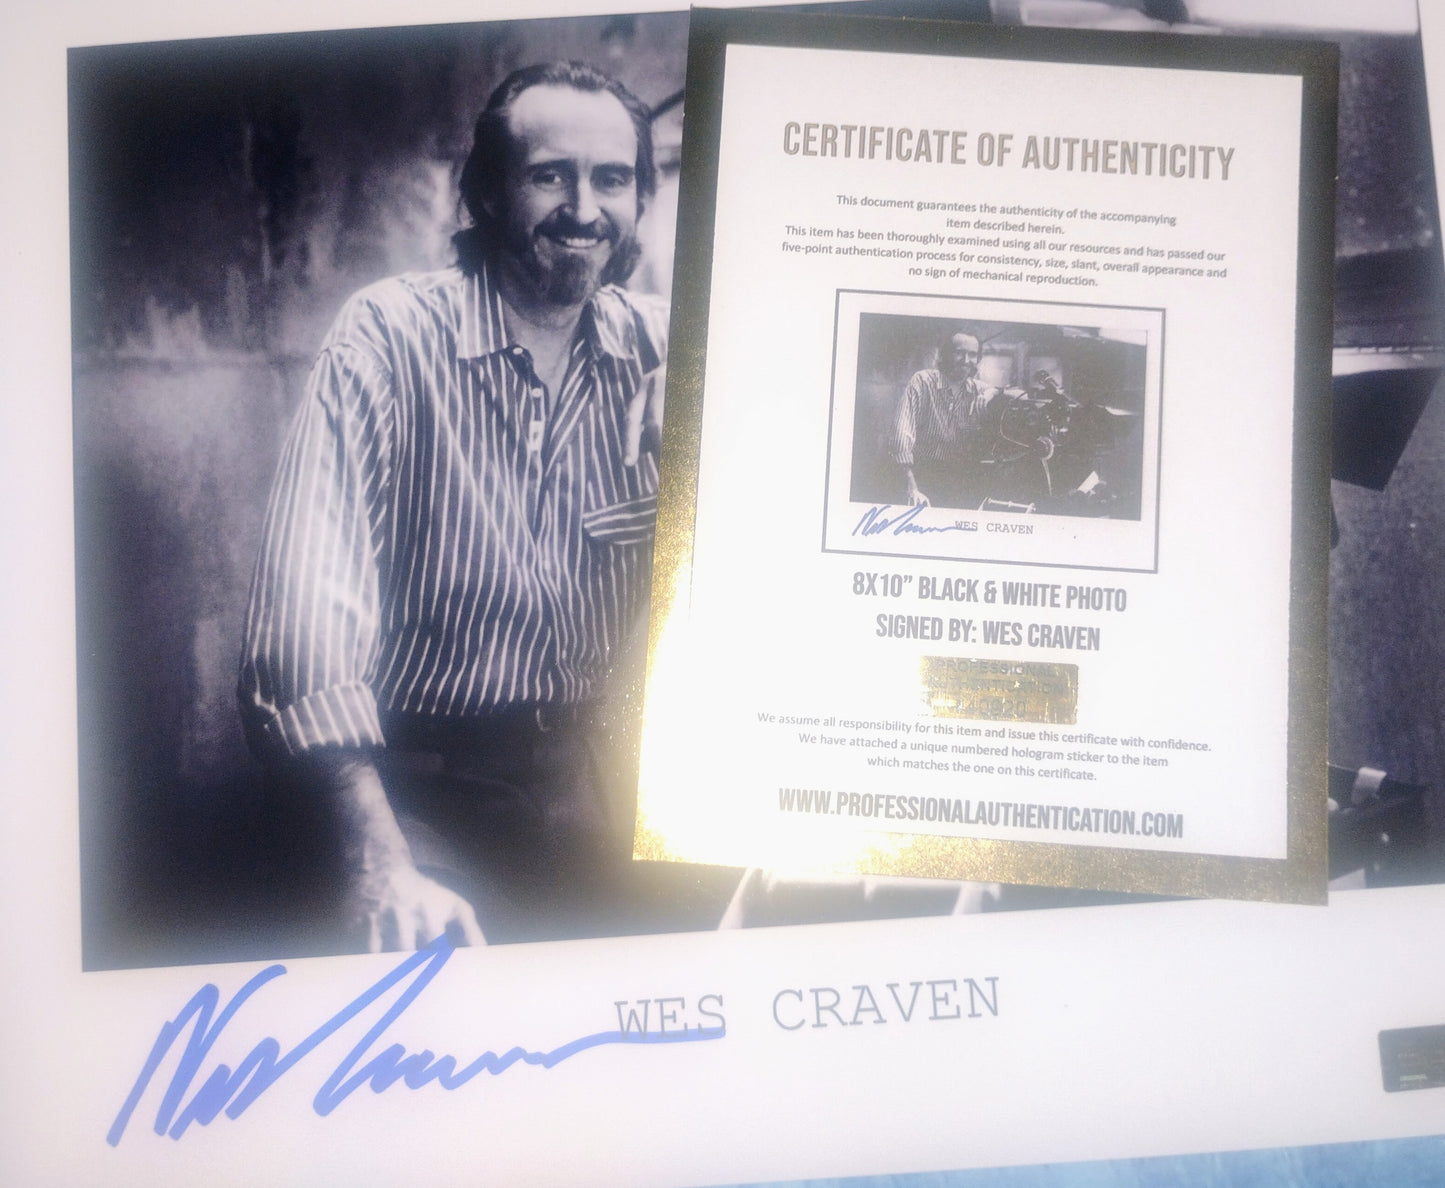 CERTIFICATE OF AUTHENTICITY
This document guarantees the authenticity of the accompanying
item described herein.
This item has been thoroughly examined using all our resources and has passed our
five-point authentication process for consistency, size, slant, overall appearance and
no sign of mechanical reproduction.
WES CRAVEN
8X10” BLACK & WHITE PHOTO
SIGNED BY: WES CRAVEN
PROFESSIONAL
AUTHENTICATION
We assume all responsibility for this item and issue this certificate with confidence.
We have attached a unique numbered hologram sticker to the item
which matches the one on this certificate.
WWW.PROFESSIONALAUTHENTICATION.COM
WES CRAVEN